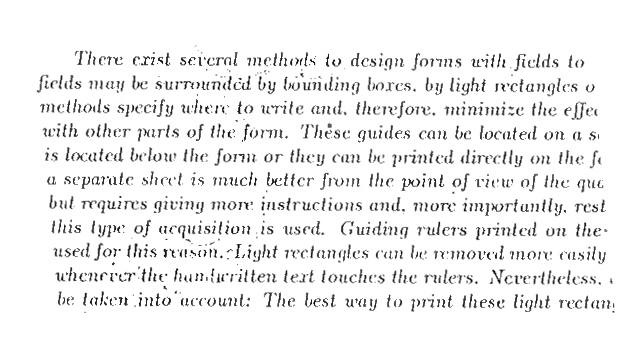 There exist several methods to design forms with fields to
fields may be surrounded by bounding boxes, by light rectangles o
methods specify where to write and, therefore, minimize the effec
with other parts of the form. These guides can be located on a s
is located below the form or they can be printed directly on the f
a separate sheet is much better from the point of view of the qua
but requires giving more instructions and, more importantly, rest
this type of acquisition is used. Guiding rulers printed on the
used for this reason. Light rectangles can be removed more easily
whenever the handwritten text touches the rulers. Nevertheless,
be taken into account: The best way to print these light rectan